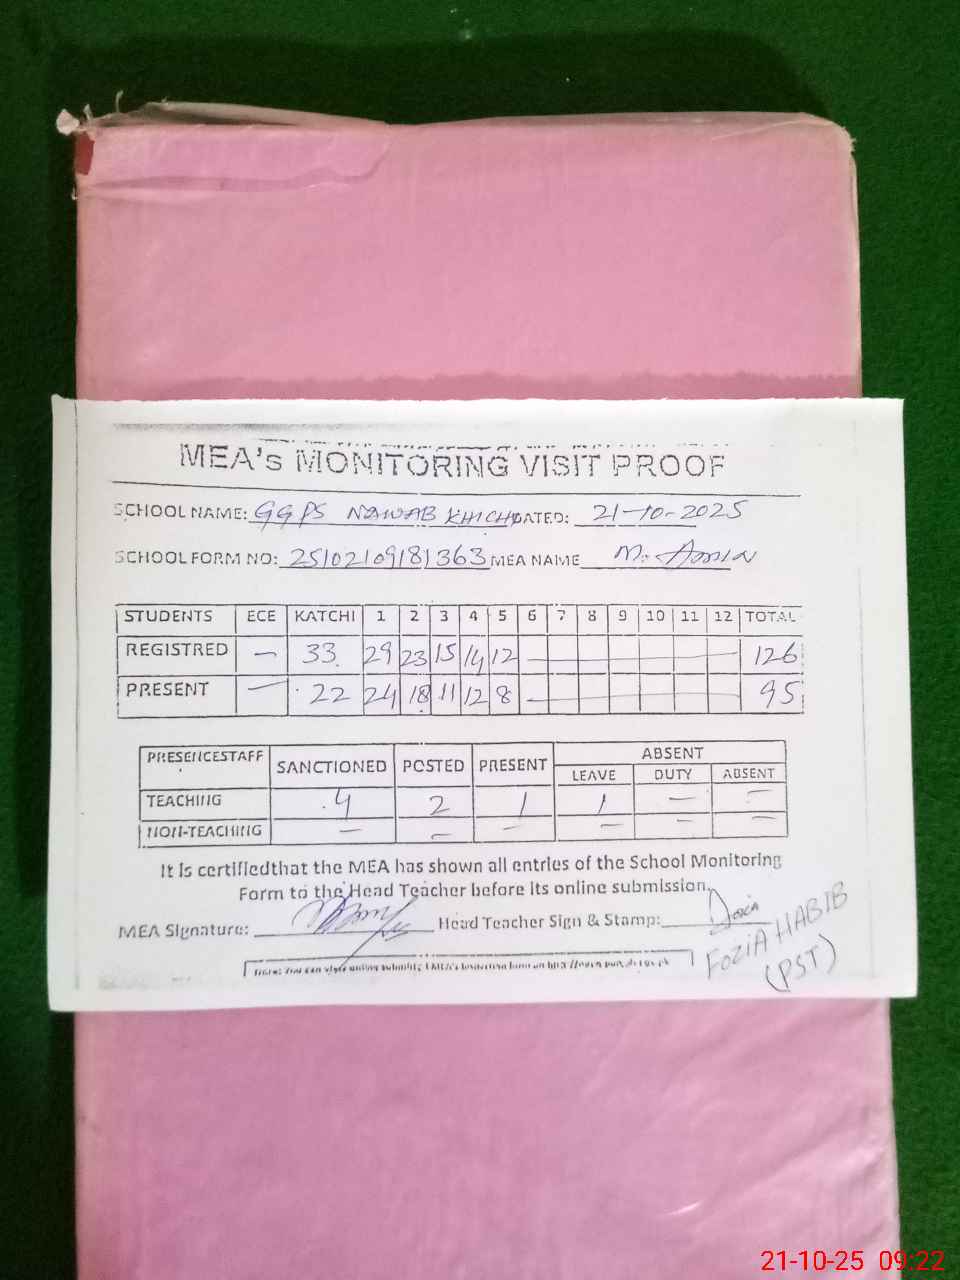 MEA's MONITORING VISIT PROOF
SCHOOL NAME: GGPS NAWAB KHICHI DATED: 21-10-2025
SCHOOL FORM NO: 25102109181363 MEA NAME M. Amin
STUDENTS ECE KATCHI 1 2 3 4 5 6 7 8 9 10 11 12 TOTAL
REGISTRED — 33 29 23 15 14 12 — 126
PRESENT — 22 24 18 11 12 8 — 95
PRESENCESTAFF SANCTIONED POSTED PRESENT ABSENT
LEAVE DUTY ABSENT
TEACHING 4 2 1 1 — —
NON-TEACHING — — — — — —
It is certifiedthat the MEA has shown all entries of the School Monitoring
Form to the Head Teacher before its online submission.
MEA Signature: Head Teacher Sign & Stamp:
FOZIA HABIB
(PST)
21-10-25 09:22